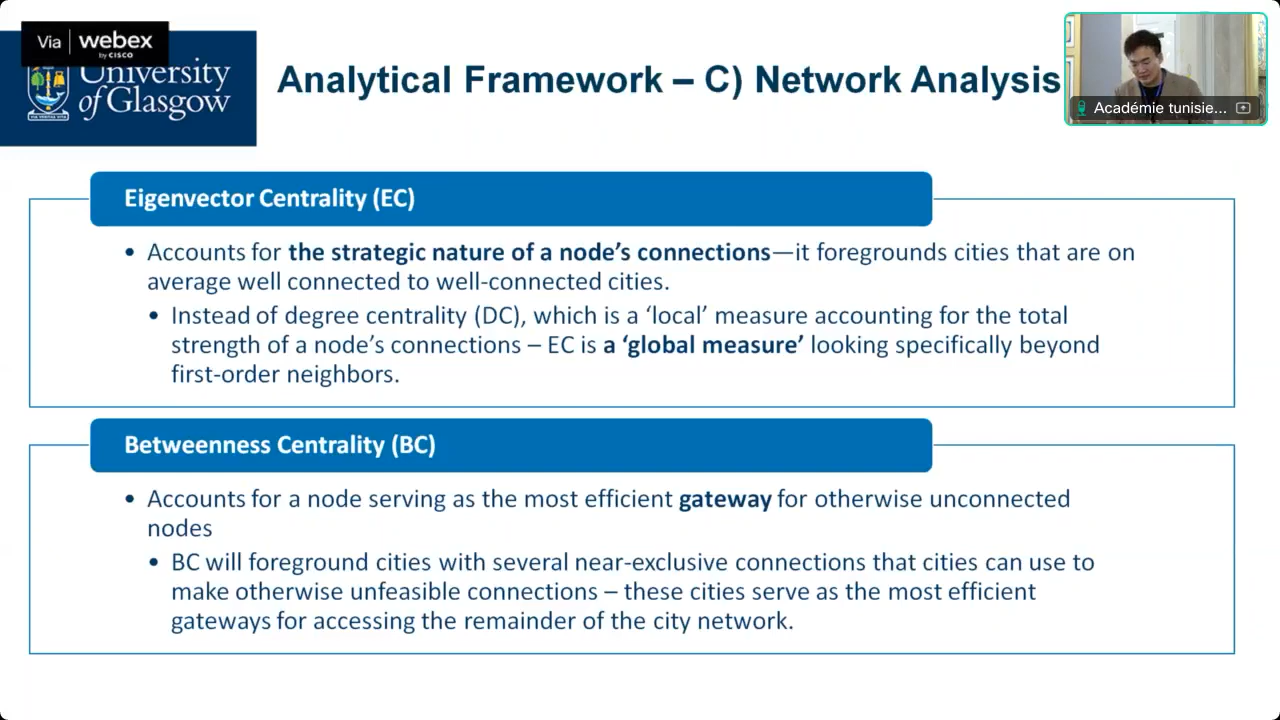 Via webex
by CISCO
University
of Glasgow
Analytical Framework – C) Network Analysis
Académie tunisie...
Eigenvector Centrality (EC)
• Accounts for the strategic nature of a node’s connections—it foregrounds cities that are on
average well connected to well-connected cities.
• Instead of degree centrality (DC), which is a ‘local’ measure accounting for the total
strength of a node’s connections – EC is a ‘global measure’ looking specifically beyond
first-order neighbors.
Betweenness Centrality (BC)
• Accounts for a node serving as the most efficient gateway for otherwise unconnected
nodes
• BC will foreground cities with several near-exclusive connections that cities can use to
make otherwise unfeasible connections – these cities serve as the most efficient
gateways for accessing the remainder of the city network.